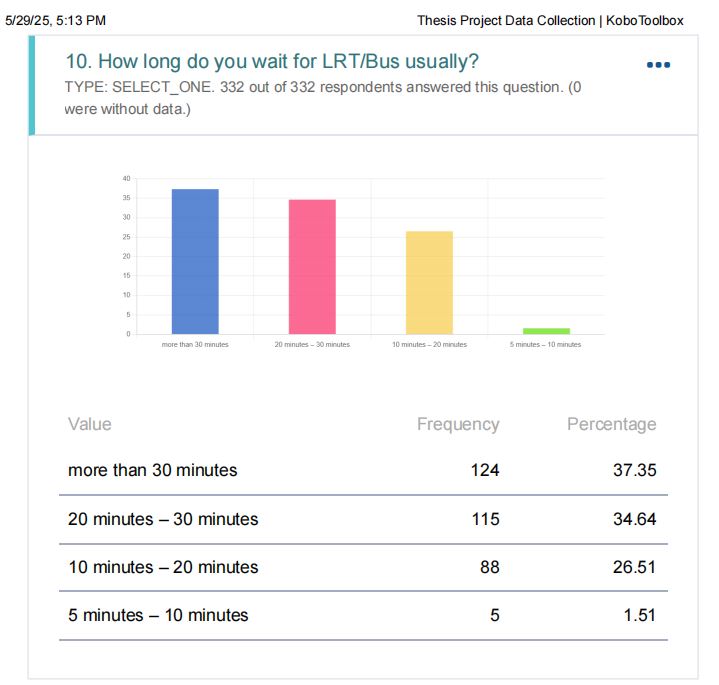 5/29/25, 5:13 PM Thesis Project Data Collection | KoboToolbox
10. How long do you wait for LRT/Bus usually?
TYPE: SELECT_ONE. 332 out of 332 respondents answered this question. (0
were without data.)
40
35
30
25
20
15
10
5
0
more than 30 minutes 20 minutes – 30 minutes 10 minutes – 20 minutes 5 minutes – 10 minutes
Value Frequency Percentage
more than 30 minutes 124 37.35
20 minutes – 30 minutes 115 34.64
10 minutes – 20 minutes 88 26.51
5 minutes – 10 minutes 5 1.51